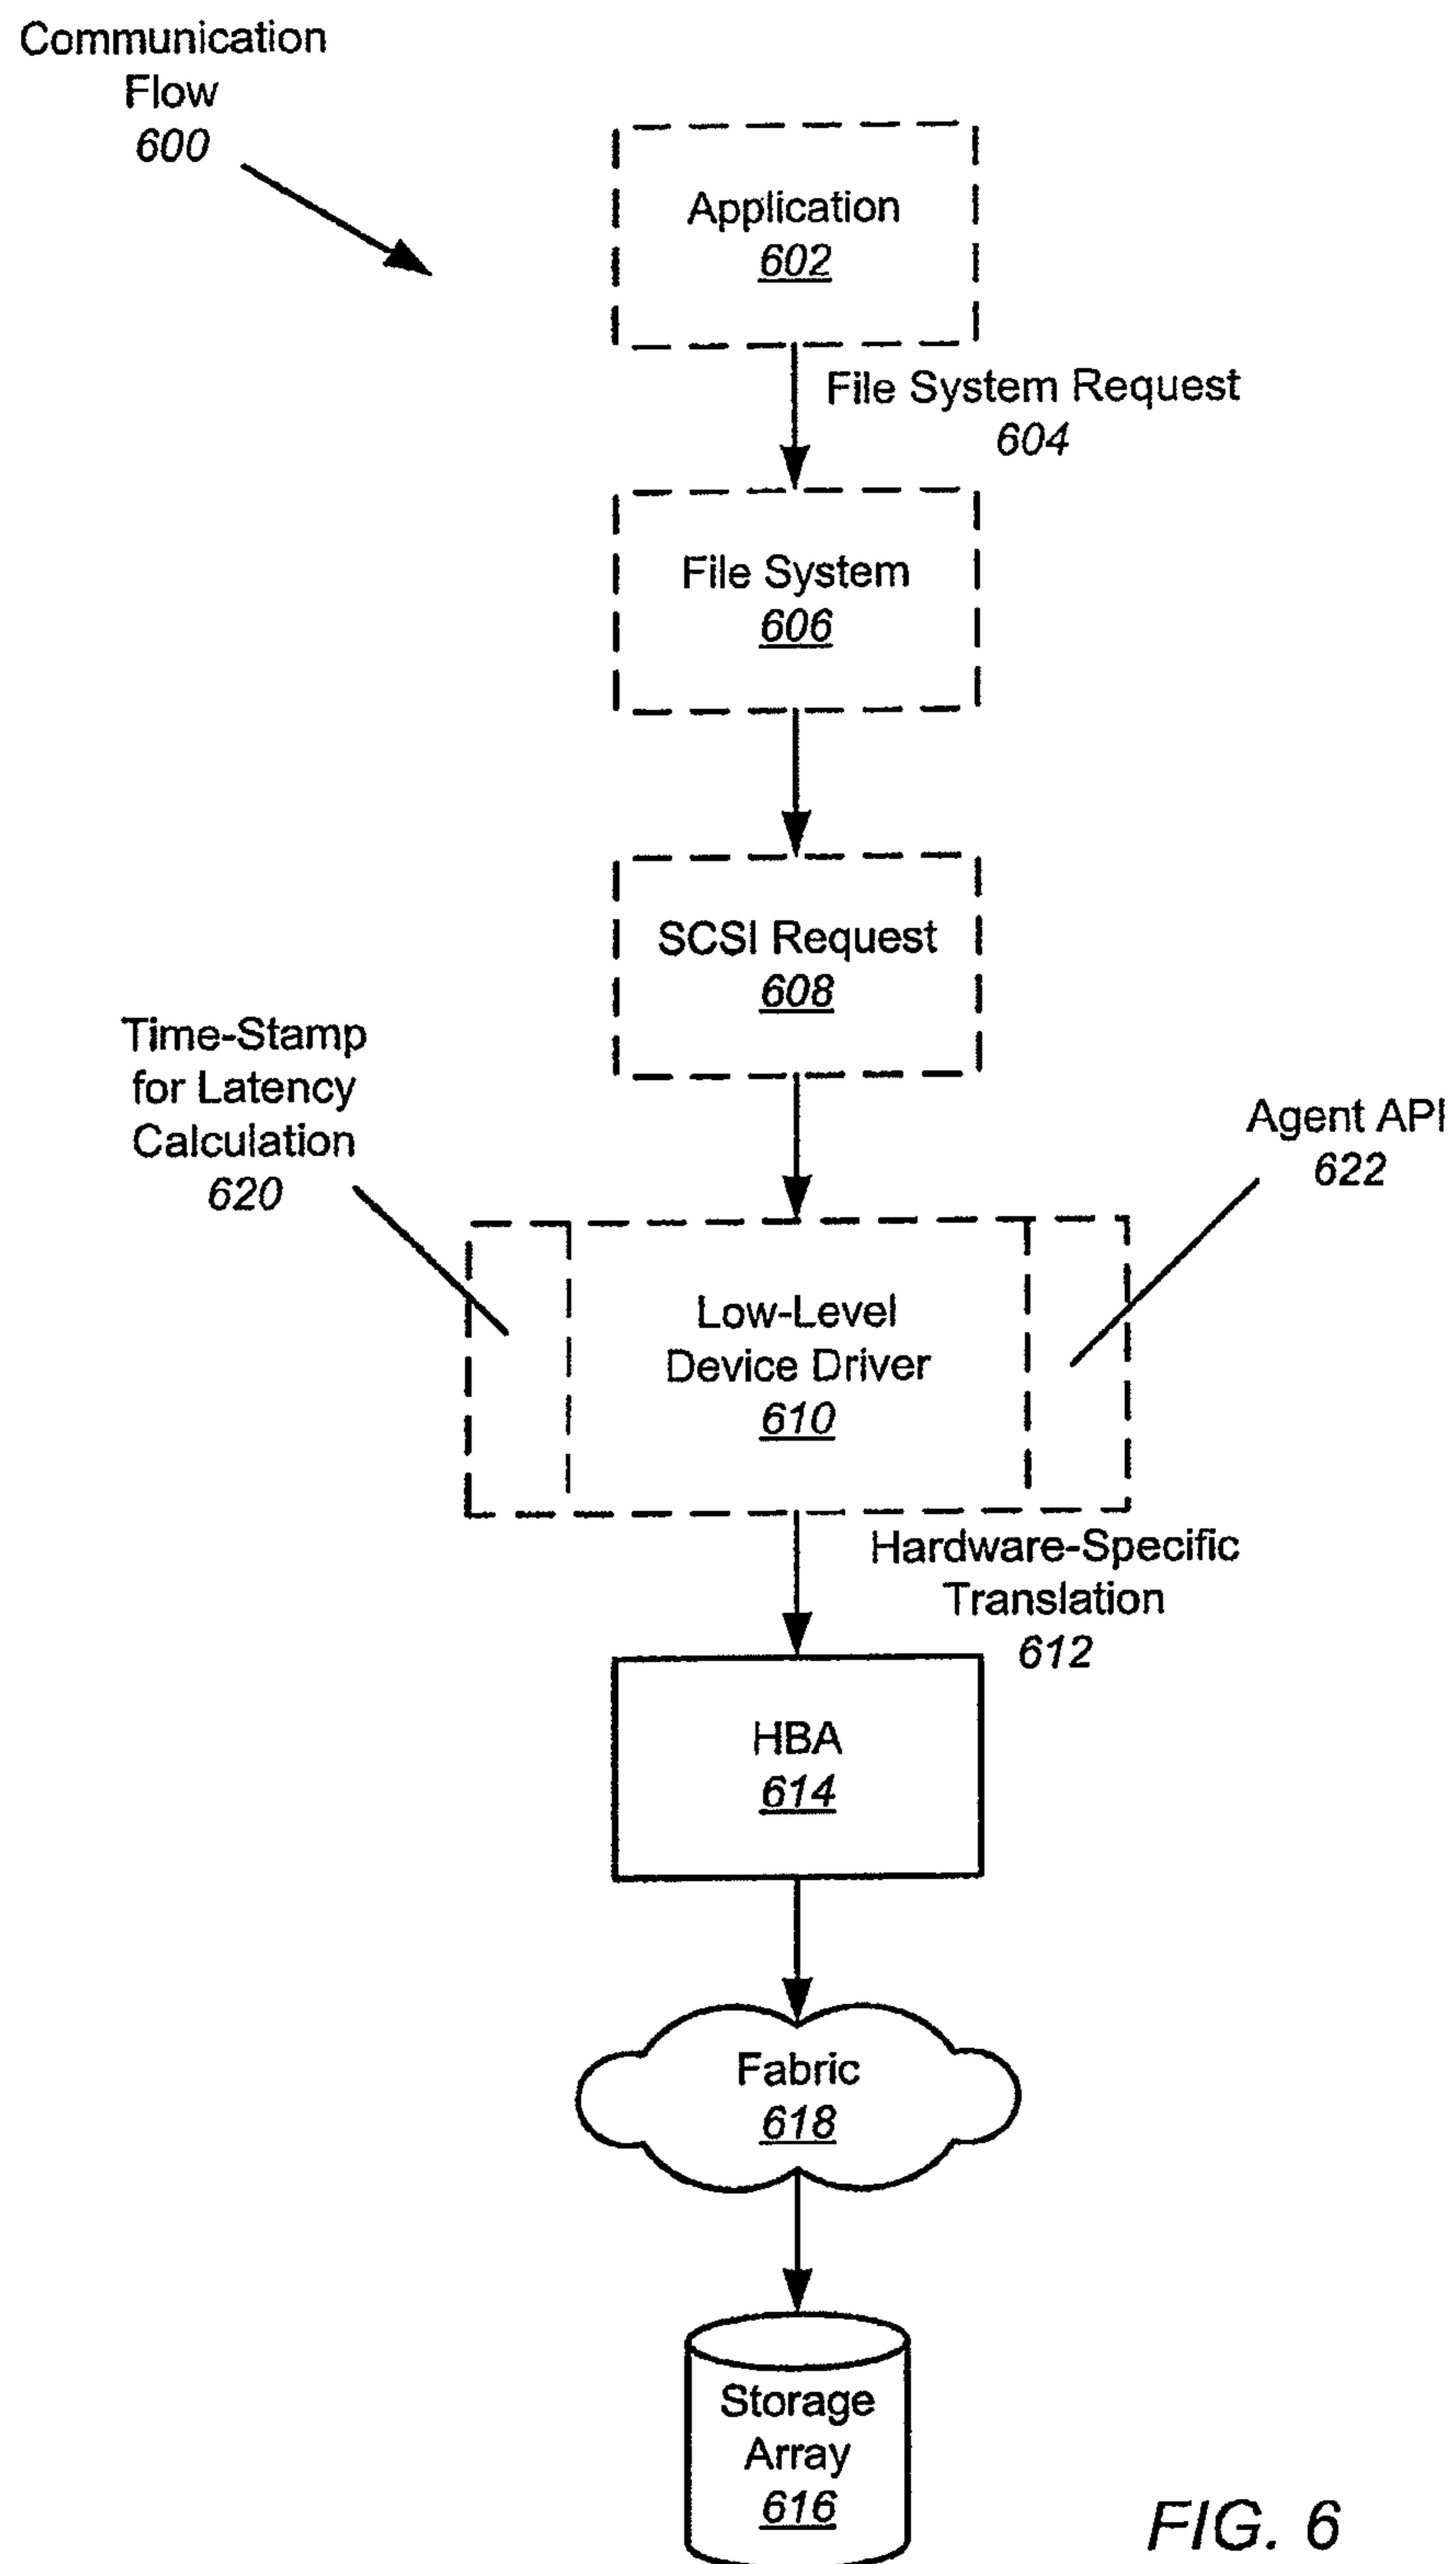 Communication
Flow
600
Application
602
File System Request
604
File System
606
SCSI Request
608
Time-Stamp
for Latency
Calculation
620
Agent API
622
Low-Level
Device Driver
610
Hardware-Specific
Translation
612
HBA
614
Fabric
618
Storage
Array
616
FIG. 6